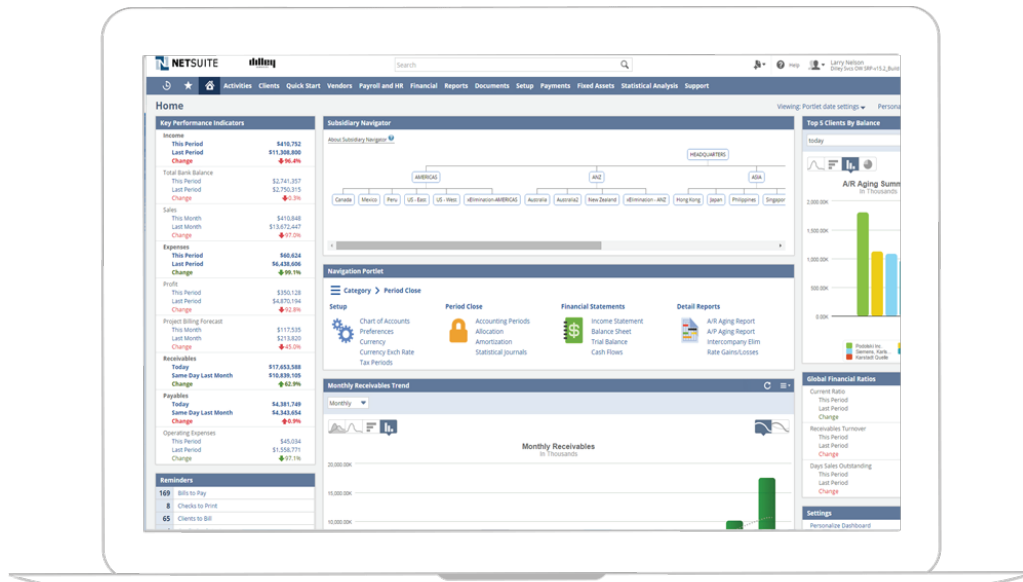 NETSUITE
dilley
Search
Help
Larry Nelson
Activities Clients Quick Start Vendors Payroll and HR Financial Reports Documents Setup Payments Fixed Assets Statistical Analysis Support
Home
Viewing: Portlet date settings
Key Performance Indicators
Income
This Period $410,752
Last Period $11,308,800
Change 96.4%
Total Bank Balance
This Period $2,741,357
Last Period $2,750,315
Change 0.3%
Sales
This Month $410,648
Last Month $13,672,447
Change 97.0%
Expenses
This Period $60,624
Last Period $6,438,606
Change 99.1%
Profit
This Period $350,128
Last Period $4,870,194
Change 92.8%
Project Billing Forecast
This Month $117,535
Last Month $213,820
Change 45.0%
Receivables
Today $17,653,588
Same Day Last Month $10,839,105
Change 62.9%
Payables
Today $4,381,749
Same Day Last Month $4,343,654
Change 0.9%
Operating Expenses
This Period $45,034
Last Period $1,558,771
Change 97.1%
Reminders
169 Bills to Pay
8 Checks to Print
65 Clients to Bill
Subsidiary Navigator
About Subsidiary Navigator
HEADQUARTERS
AMERICAS ANZ ASIA
Canada Mexico Peru US - East US - West xElimination-AMERICAS Australia Australia2 New Zealand xElimination - ANZ Hong Kong Japan Philippines Singapor
Navigation Portlet
Category > Period Close
Setup
Chart of Accounts
Preferences
Currency
Currency Exch Rate
Tax Periods
Period Close
Accounting Periods
Allocation
Amortization
Statistical Journals
Financial Statements
Income Statement
Balance Sheet
Trial Balance
Cash Flows
Detail Reports
A/R Aging Report
A/P Aging Report
Intercompany Elim
Rate Gains/Losses
Monthly Receivables Trend
Monthly
Monthly Receivables
In Thousands
20,000.00K
15,000.00K
10,000.00K
Top 5 Clients By Balance
today
A/R Aging Summ
In Thousands
2,000.00K
1,500.00K
1,000.00K
500.00K
0.00K
Siemens, Kars...
Karstadt Quelle
Global Financial Ratios
Current Ratio
This Period
Last Period
Change
Receivables Turnover
This Period
Last Period
Change
Days Sales Outstanding
This Period
Last Period
Change
Settings
Personalize Dashboard